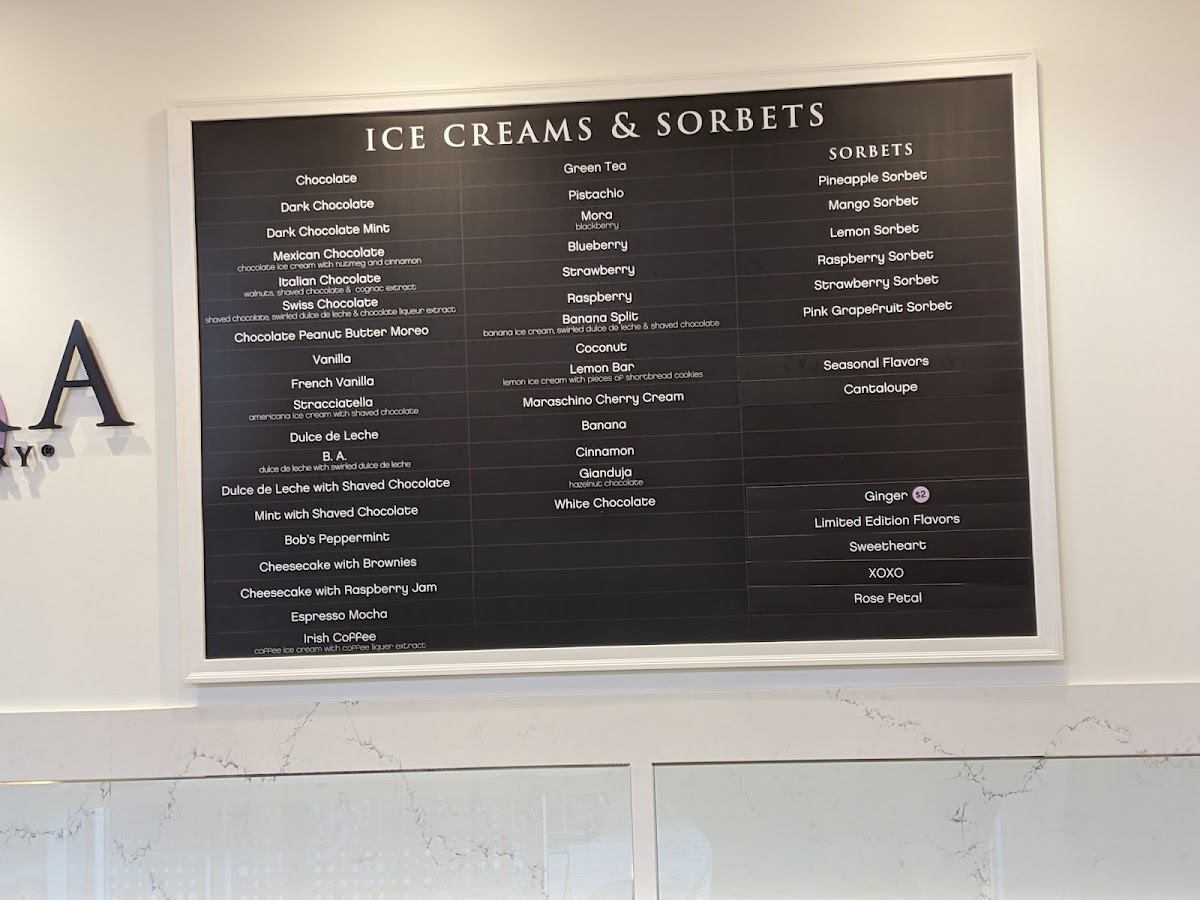 ICE CREAMS & SORBETS
Chocolate
Dark Chocolate
Dark Chocolate Mint
Mexican Chocolate
chocolate ice cream with nutmeg and cinnamon
Italian Chocolate
walnuts, shaved chocolate & cognac extract
Swiss Chocolate
shaved chocolate, swirled dulce de leche & chocolate liqueur extract
Chocolate Peanut Butter Moreo
Vanilla
French Vanilla
Stracciatella
americana ice cream with shaved chocolate
Dulce de Leche
B. A.
dulce de leche with swirled dulce de leche
Dulce de Leche with Shaved Chocolate
Mint with Shaved Chocolate
Bob's Peppermint
Cheesecake with Brownies
Cheesecake with Raspberry Jam
Espresso Mocha
Irish Coffee
coffee ice cream with coffee liquer extract
Green Tea
Pistachio
Mora
blackberry
Blueberry
Strawberry
Raspberry
Banana Split
banana ice cream, swirled dulce de leche & shaved chocolate
Coconut
Lemon Bar
lemon ice cream with pieces of shortbread cookies
Maraschino Cherry Cream
Banana
Cinnamon
Gianduja
hazelnut chocolate
White Chocolate
SORBETS
Pineapple Sorbet
Mango Sorbet
Lemon Sorbet
Raspberry Sorbet
Strawberry Sorbet
Pink Grapefruit Sorbet
Seasonal Flavors
Cantaloupe
Ginger $2
Limited Edition Flavors
Sweetheart
XOXO
Rose Petal
A
RY®